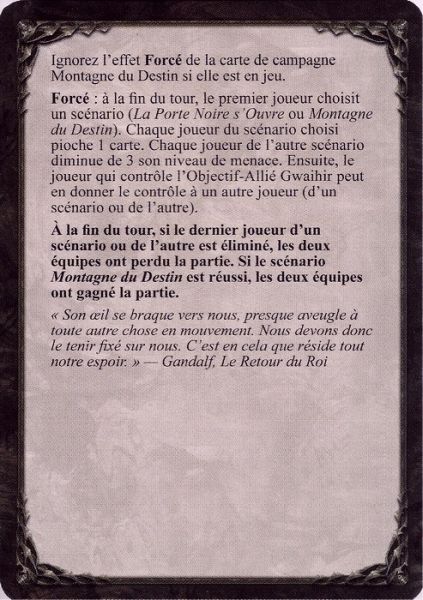 Ignorez l'effet Forcé de la carte de campagne
Montagne du Destin si elle est en jeu.
Forcé : à la fin du tour, le premier joueur choisit
un scénario (La Porte Noire s'Ouvre ou Montagne
du Destin). Chaque joueur du scénario choisi
pioche 1 carte. Chaque joueur de l'autre scénario
diminue de 3 son niveau de menace. Ensuite, le
joueur qui contrôle l'Objectif-Allié Gwaihir peut
en donner le contrôle à un autre joueur (d'un
scénario ou de l'autre).
À la fin du tour, si le dernier joueur d'un
scénario ou de l'autre est éliminé, les deux
équipes ont perdu la partie. Si le scénario
Montagne du Destin est réussi, les deux équipes
ont gagné la partie.
« Son œil se braque vers nous, presque aveugle à
toute autre chose en mouvement. Nous devons donc
le tenir fixé sur nous. C'est en cela que réside tout
notre espoir. » — Gandalf, Le Retour du Roi